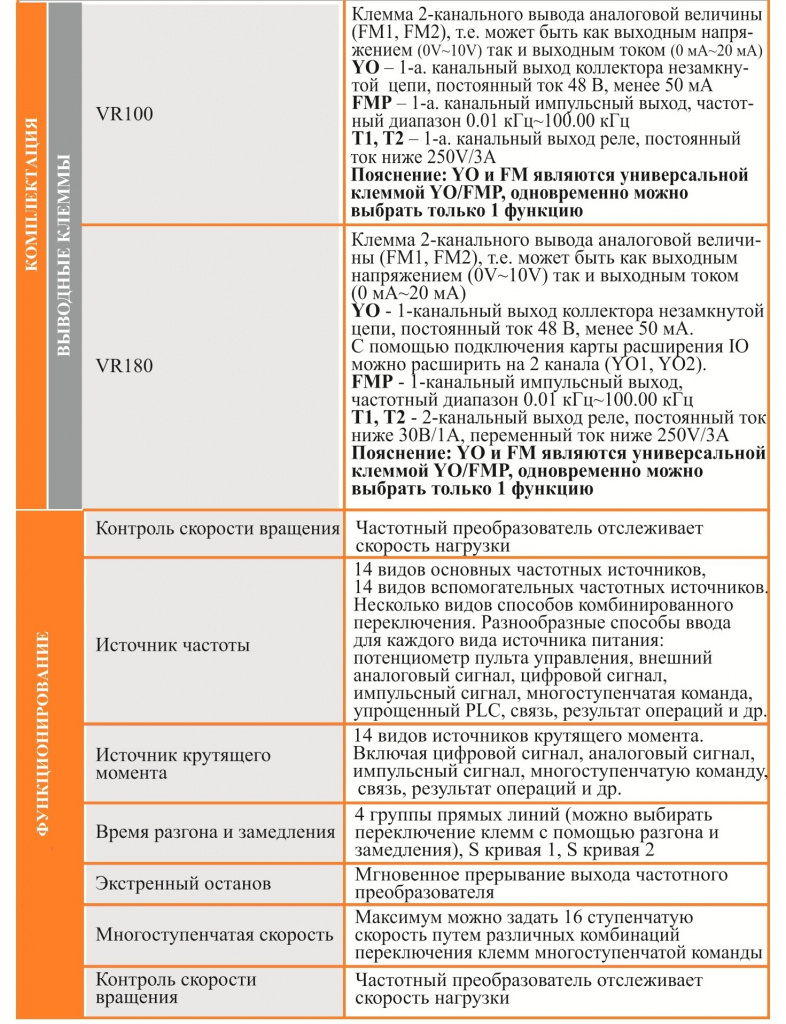 КОМПЛЕКТАЦИЯ
ВЫВОДНЫЕ КЛЕММЫ
VR100
Клемма 2-канального вывода аналоговой величины
(FM1, FM2), т.е. может быть как выходным напря-
жением (0V~10V) так и выходным током (0 мА~20 мА)
YO – 1-а. канальный выход коллектора незамкну-
той цепи, постоянный ток 48 В, менее 50 мА
FMP – 1-а. канальный импульсный выход, частот-
ный диапазон 0.01 кГц~100.00 кГц
T1, T2 – 1-а. канальный выход реле, постоянный
ток ниже 250V/3A
Пояснение: YO и FM являются универсальной
клеммой YO/FMP, одновременно можно
выбрать только 1 функцию
VR180
Клемма 2-канального вывода аналоговой величи-
ны (FM1, FM2), т.е. может быть как выходным
напряжением (0V~10V) так и выходным током
(0 мА~20 мА)
YO - 1-канальный выход коллектора незамкнутой
цепи, постоянный ток 48 В, менее 50 мА.
С помощью подключения карты расширения IO
можно расширить на 2 канала (YO1, YO2).
FMP - 1-канальный импульсный выход,
частотный диапазон 0.01 кГц~100.00 кГц
T1, T2 - 2-канальный выход реле, постоянный ток
ниже 30В/1А, переменный ток ниже 250V/3A
Пояснение: YO и FM являются универсальной
клеммой YO/FMP, одновременно можно
выбрать только 1 функцию
ФУНКЦИОНИРОВАНИЕ
Контроль скорости вращения
Частотный преобразователь отслеживает
скорость нагрузки
Источник частоты
14 видов основных частотных источников,
14 видов вспомогательных частотных источников.
Несколько видов способов комбинированного
переключения. Разнообразные способы ввода
для каждого вида источника питания:
потенциометр пульта управления, внешний
аналоговый сигнал, цифровой сигнал,
импульсный сигнал, многоступенчатая команда,
упрощенный PLC, связь, результат операций и др.
Источник крутящего
момента
14 видов источников крутящего момента.
Включая цифровой сигнал, аналоговый сигнал,
импульсный сигнал, многоступенчатую команду,
связь, результат операций и др.
Время разгона и замедления
4 группы прямых линий (можно выбирать
переключение клемм с помощью разгона и
замедления), S кривая 1, S кривая 2
Экстренный останов
Мгновенное прерывание выхода частотного
преобразователя
Многоступенчатая скорость
Максимум можно задать 16 ступенчатую
скорость путем различных комбинаций
переключения клемм многоступенчатой команды
Контроль скорости
вращения
Частотный преобразователь отслеживает
скорость нагрузки